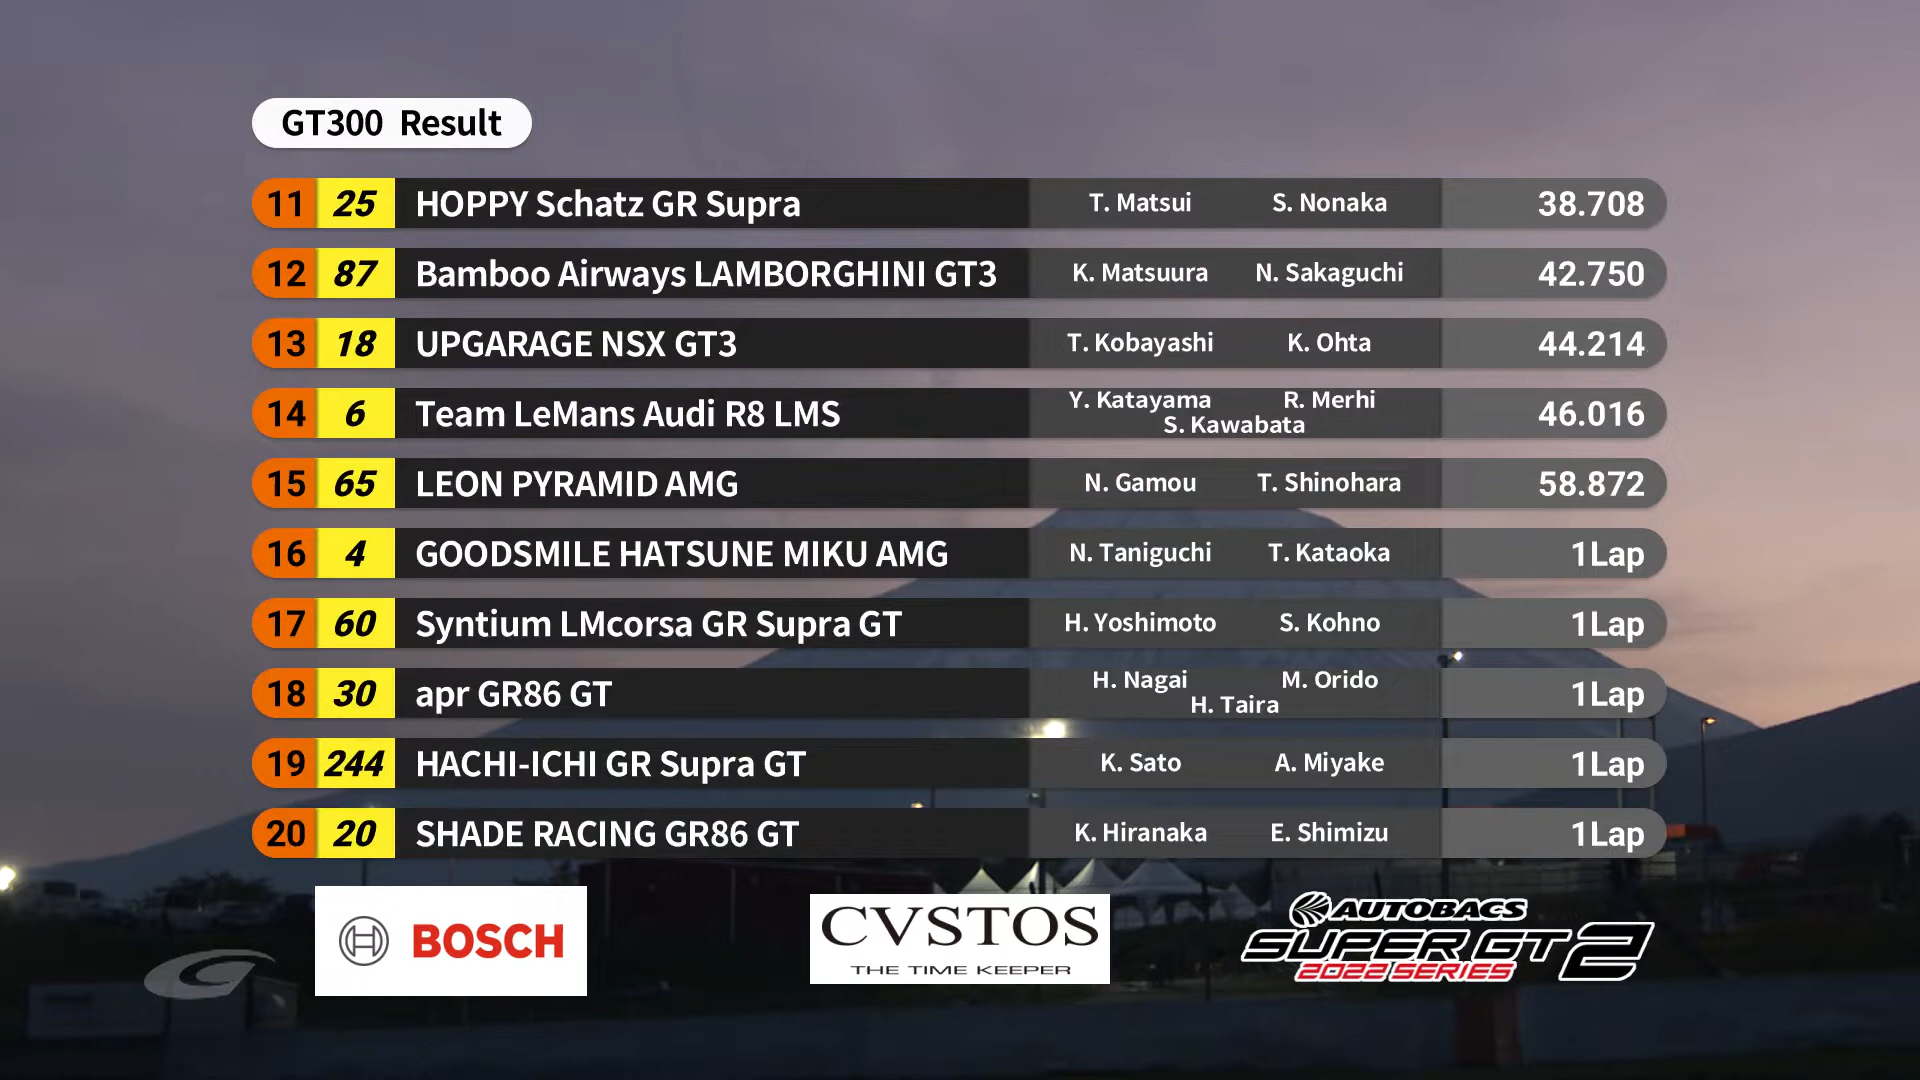 GT300 Result
11 25 HOPPY Schatz GR Supra T. Matsui S. Nonaka 38.708
12 87 Bamboo Airways LAMBORGHINI GT3 K. Matsuura N. Sakaguchi 42.750
13 18 UPGARAGE NSX GT3 T. Kobayashi K. Ohta 44.214
14 6 Team LeMans Audi R8 LMS Y. Katayama R. Merhi S. Kawabata 46.016
15 65 LEON PYRAMID AMG N. Gamou T. Shinohara 58.872
16 4 GOODSMILE HATSUNE MIKU AMG N. Taniguchi T. Kataoka 1Lap
17 60 Syntium LMcorsa GR Supra GT H. Yoshimoto S. Kohno 1Lap
18 30 apr GR86 GT H. Nagai M. Orido H. Taira 1Lap
19 244 HACHI-ICHI GR Supra GT K. Sato A. Miyake 1Lap
20 20 SHADE RACING GR86 GT K. Hiranaka E. Shimizu 1Lap
BOSCH
CVSTOS
THE TIME KEEPER
AUTOBACS
SUPER GT 2
2022 SERIES